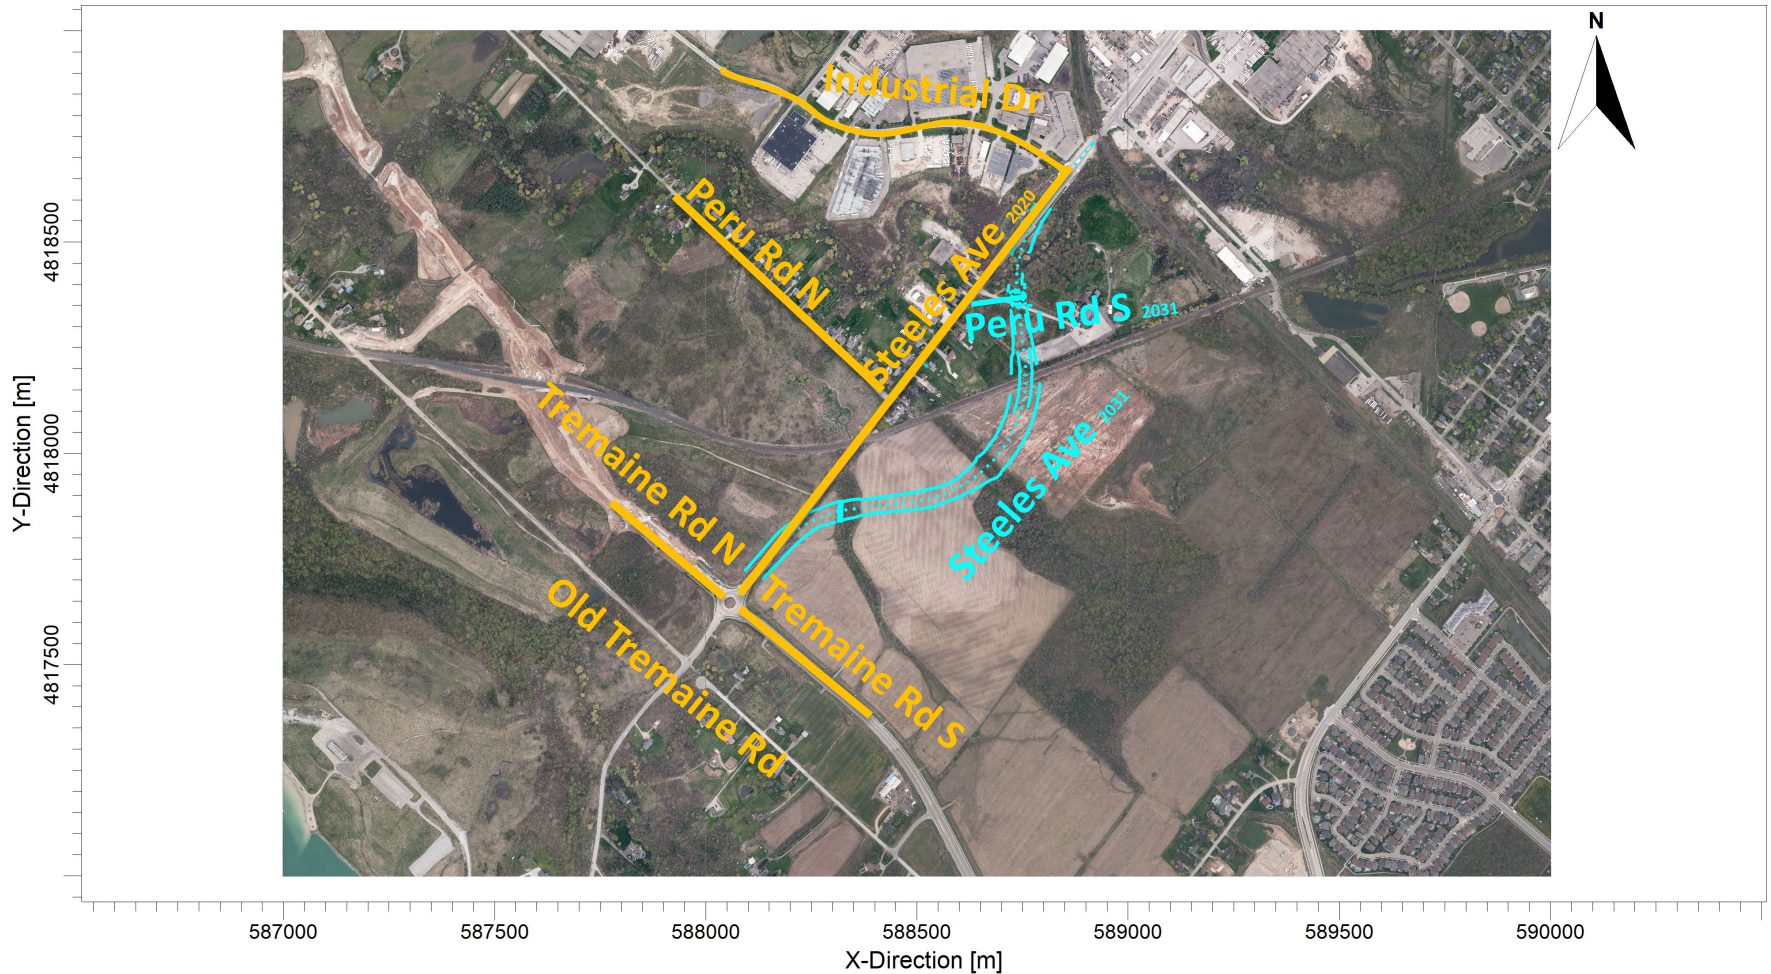 N
Industrial Dr
Peru Rd N
Steeles Ave 2020
Peru Rd S 2031
Tremaine Rd N
Steeles Ave 2031
Old Tremaine Rd
Tremaine Rd S
Y-Direction [m]
4818500
4818000
4817500
587000 587500 588000 588500 589000 589500 590000
X-Direction [m]